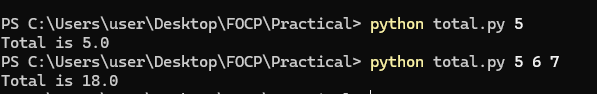 PS C:\Users\user\Desktop\FOCP\Practical> python total.py 5
Total is 5.0
PS C:\Users\user\Desktop\FOCP\Practical> python total.py 5 6 7
Total is 18.0